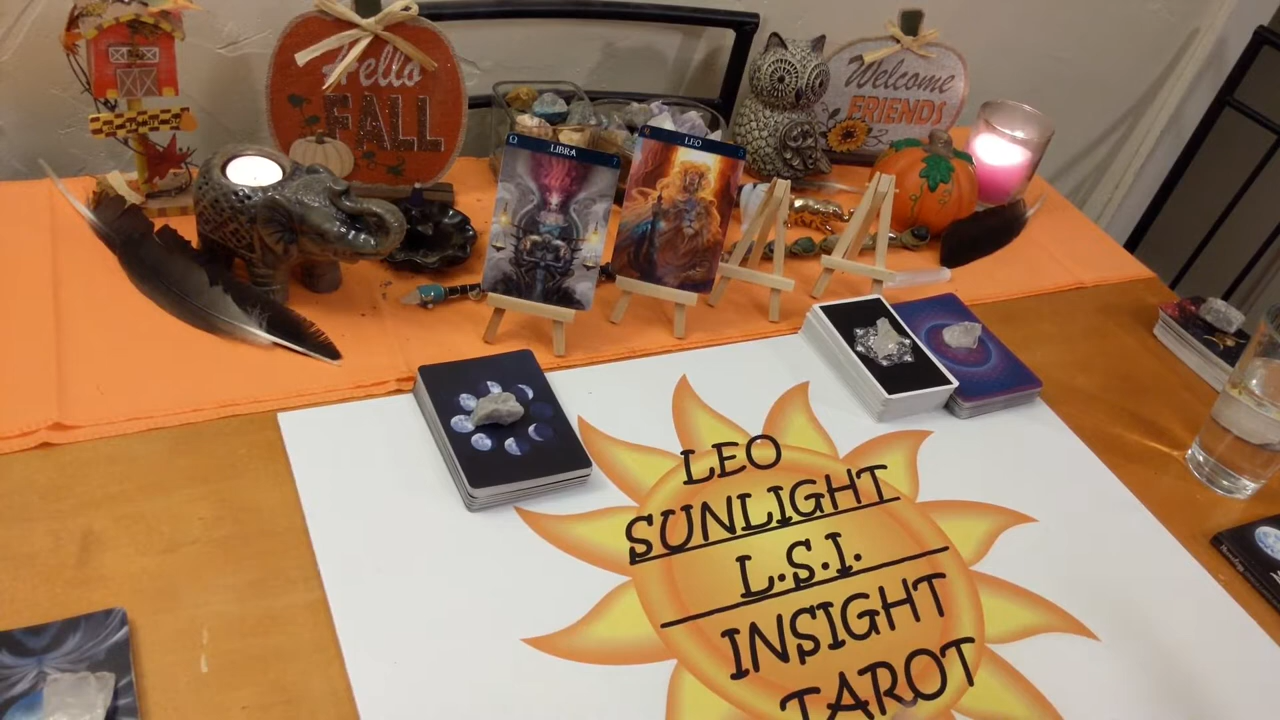 Hello
FALL
Welcome
FRIENDS
LIBRA
LEO
LEO
SUNLIGHT
L.S.I.
INSIGHT
TAROT